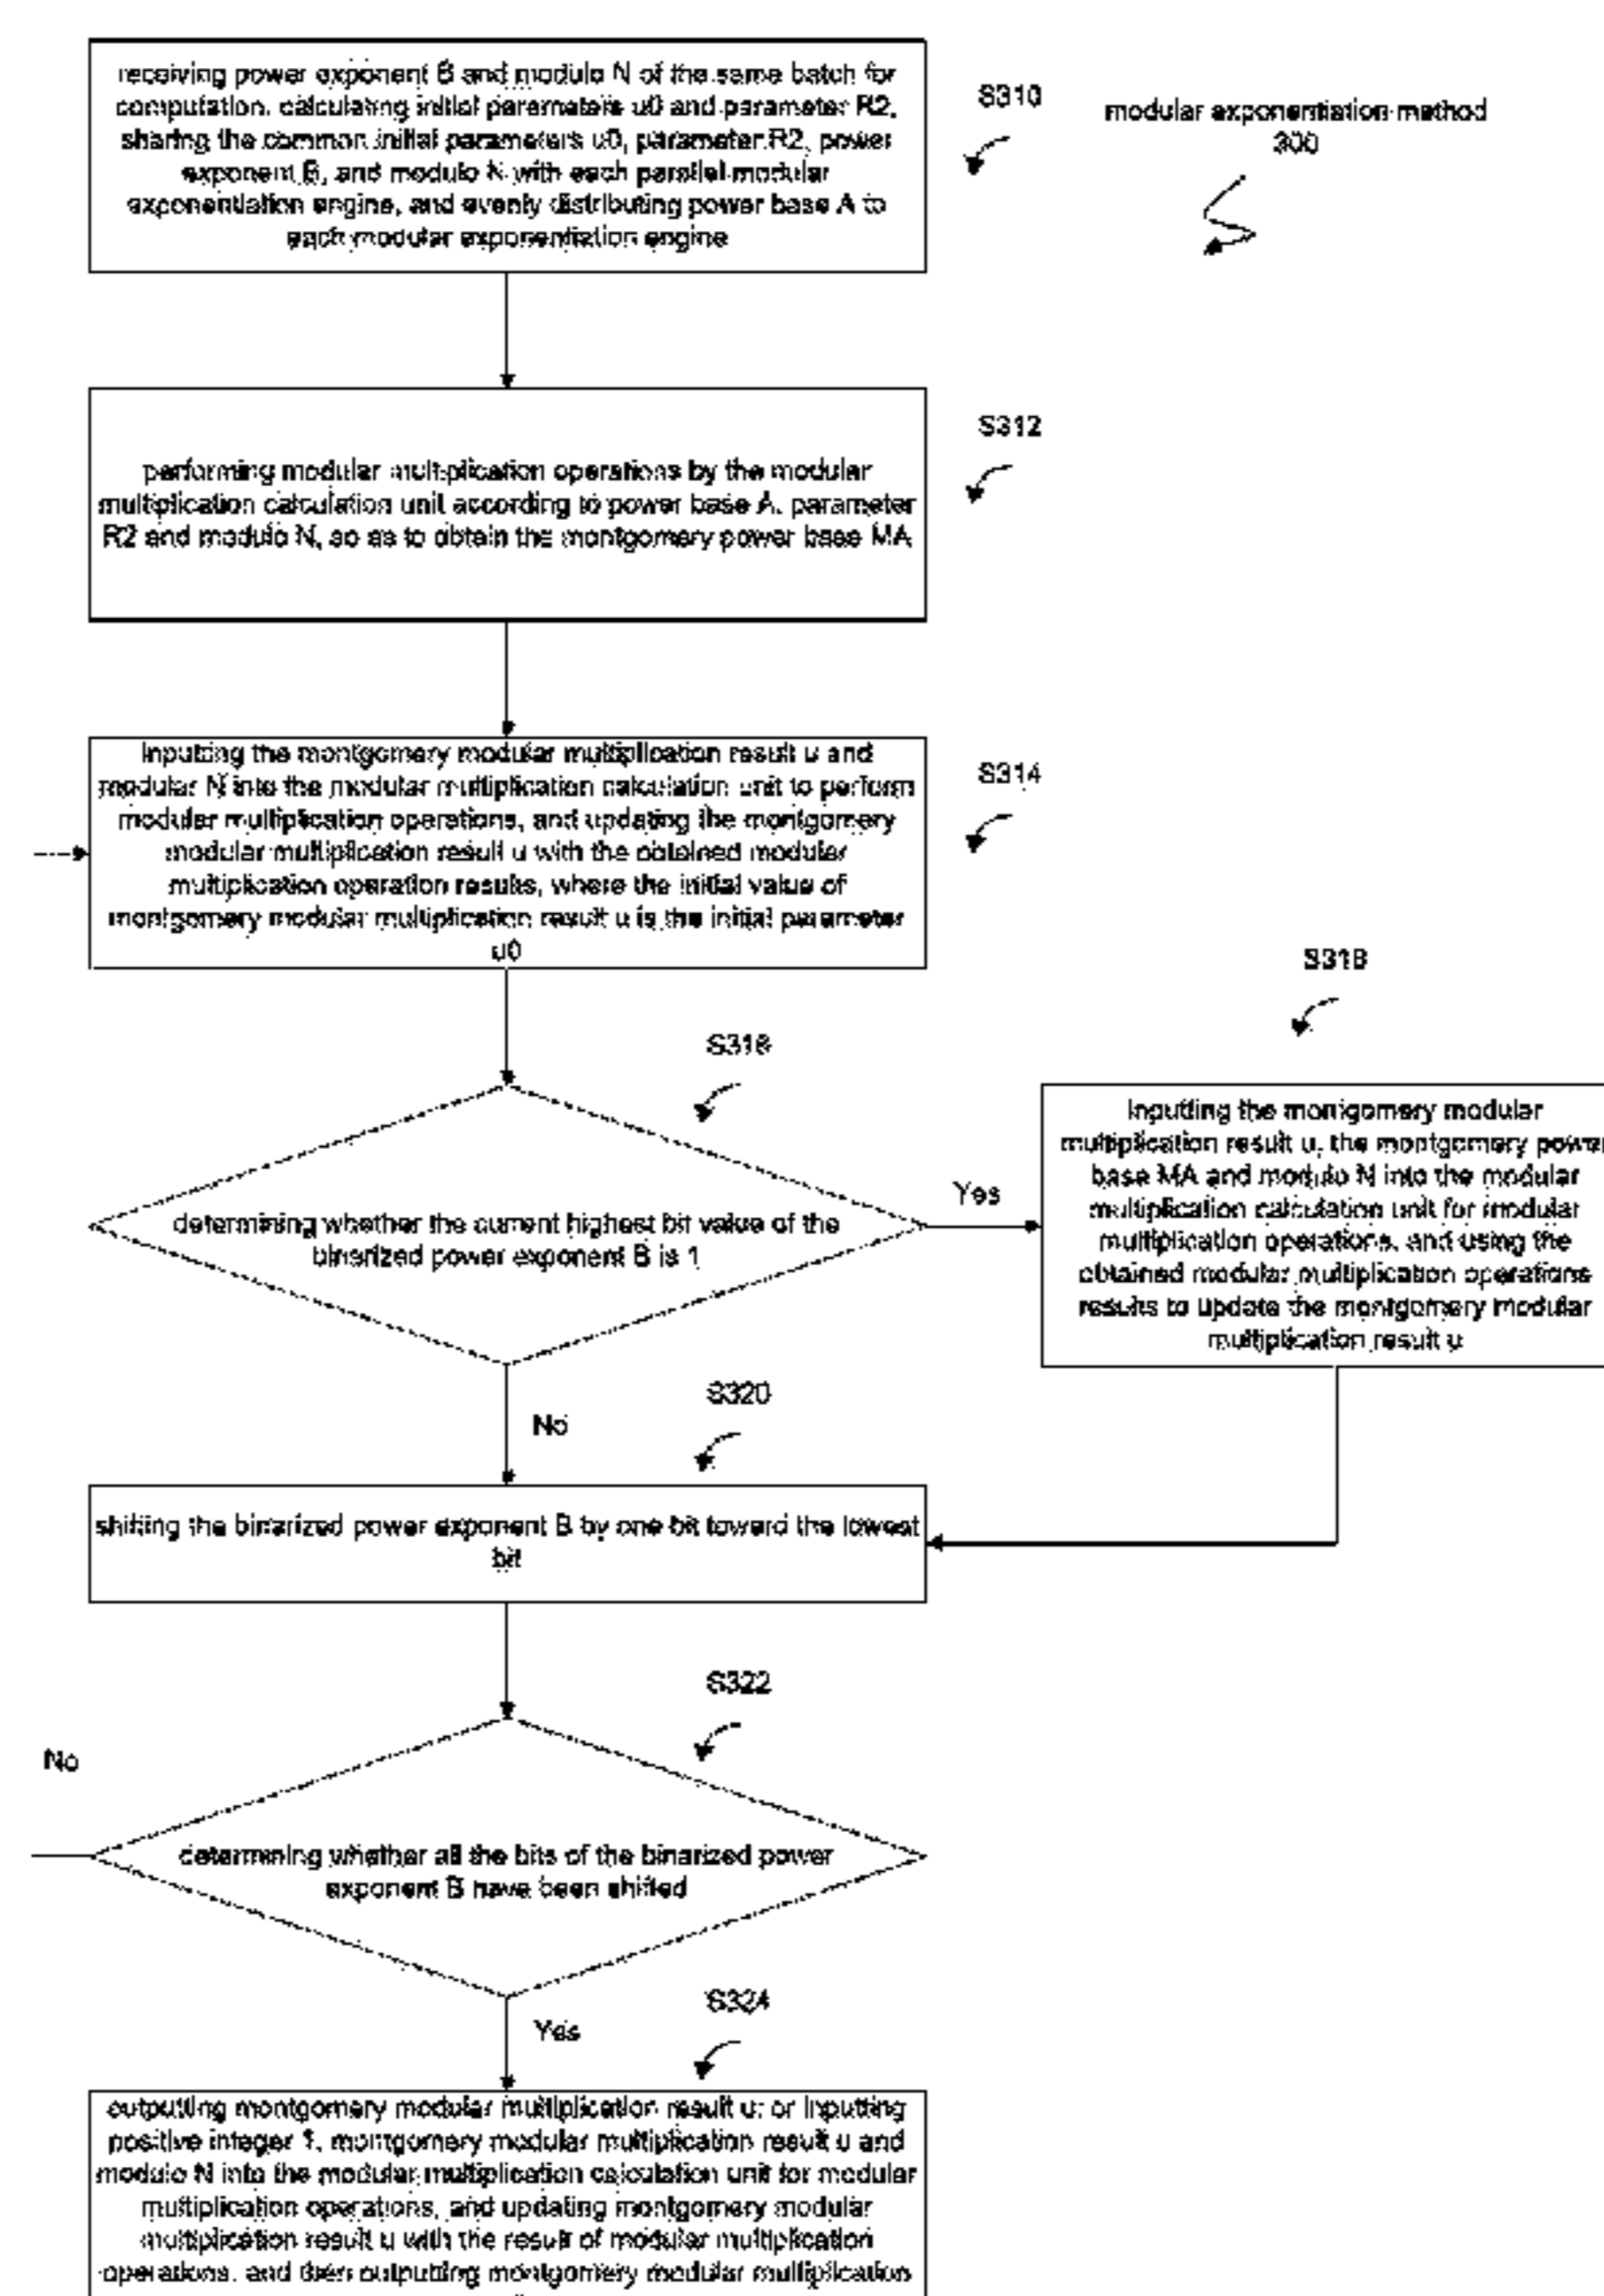 receiving power exponent B and modulo N of the same batch for
computation, calculating initial parameters u0 and parameter R2,
sharing the common initial parameters u0, parameter R2, power
exponent B, and modulo N with each parallel modular
exponentiation engine, and evenly distributing power base A to
each modular exponentiation engine
S310
modular exponentiation method
300
performing modular multiplication operations by the modular
multiplication calculation unit according to power base A, parameter
R2 and modulo N, so as to obtain the montgomery power base MA
S312
Inputting the montgomery modular multiplication result u and
modular N into the modular multiplication calculation unit to perform
modular multiplication operations, and updating the montgomery
modular multiplication result u with the obtained modular
multiplication operation results, where the initial value of
montgomery modular multiplication result u is the initial parameter
u0
S314
S316
determining whether the current highest bit value of the
binarized power exponent B is 1
Yes
S318
Inputting the montgomery modular
multiplication result u, the montgomery power
base MA and modulo N into the modular
multiplication calculation unit for modular
multiplication operations, and using the
obtained modular multiplication operations
results to update the montgomery modular
multiplication result u
No
S320
shifting the binarized power exponent B by one bit toward the lowest
bit
S322
No
determining whether all the bits of the binarized power
exponent B have been shifted
Yes
S324
outputting montgomery modular multiplication result u; or Inputting
positive integer 1, montgomery modular multiplication result u and
modulo N into the modular multiplication calculation unit for modular
multiplication operations, and updating montgomery modular
multiplication result u with the result of modular multiplication
operations, and then outputting montgomery modular multiplication